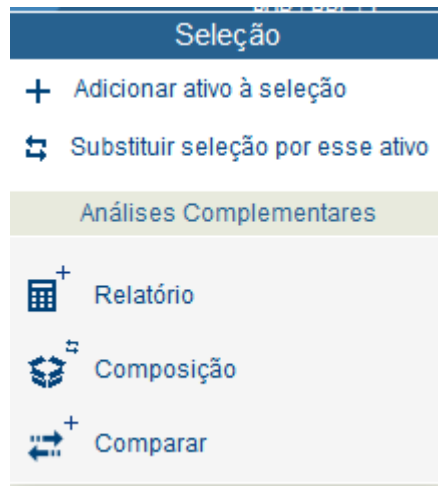 Seleção
Adicionar ativo à seleção
Substituir seleção por esse ativo
Análises Complementares
Relatório
Composição
Comparar